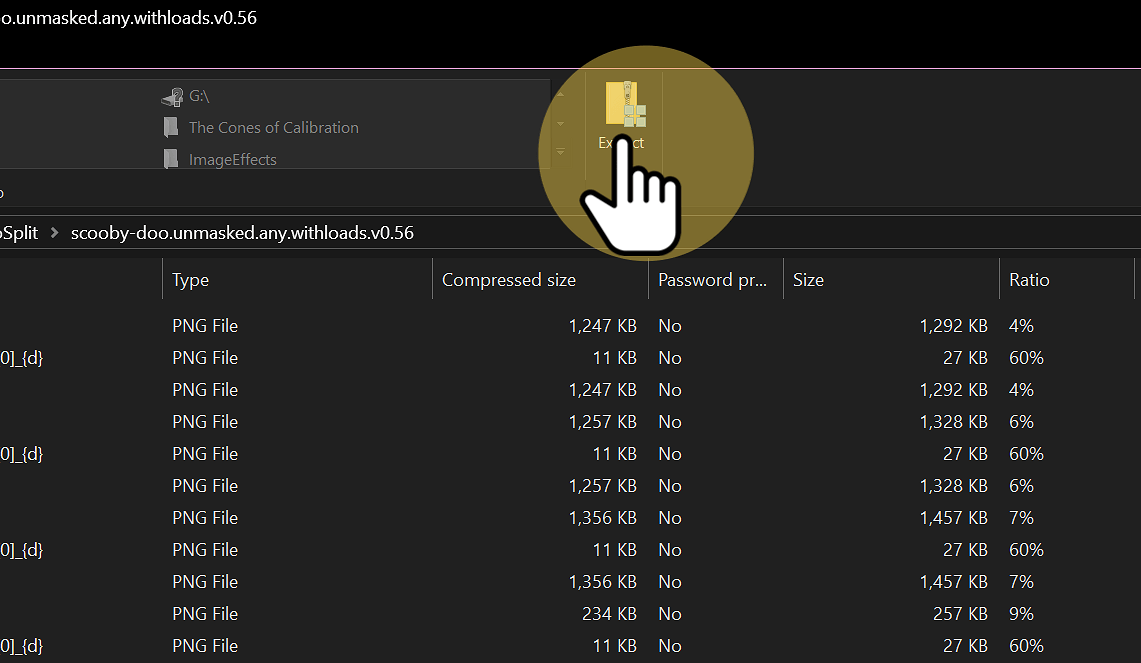 o.unmasked.any.withloads.v0.56
G:\
The Cones of Calibration
ImageEffects
oSplit > scooby-doo.unmasked.any.withloads.v0.56
Type Compressed size Password pr... Size Ratio
PNG File 1,247 KB No 1,292 KB 4%
0]_{d} PNG File 11 KB No 27 KB 60%
PNG File 1,247 KB No 1,292 KB 4%
PNG File 1,257 KB No 1,328 KB 6%
0]_{d} PNG File 11 KB No 27 KB 60%
PNG File 1,257 KB No 1,328 KB 6%
PNG File 1,356 KB No 1,457 KB 7%
0]_{d} PNG File 11 KB No 27 KB 60%
PNG File 1,356 KB No 1,457 KB 7%
PNG File 234 KB No 257 KB 9%
0]_{d} PNG File 11 KB No 27 KB 60%